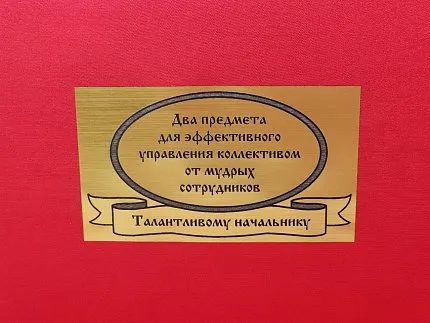 Два предмета
для эффективного
управления коллективом
от мудрых
сотрудников
Талантливому начальнику